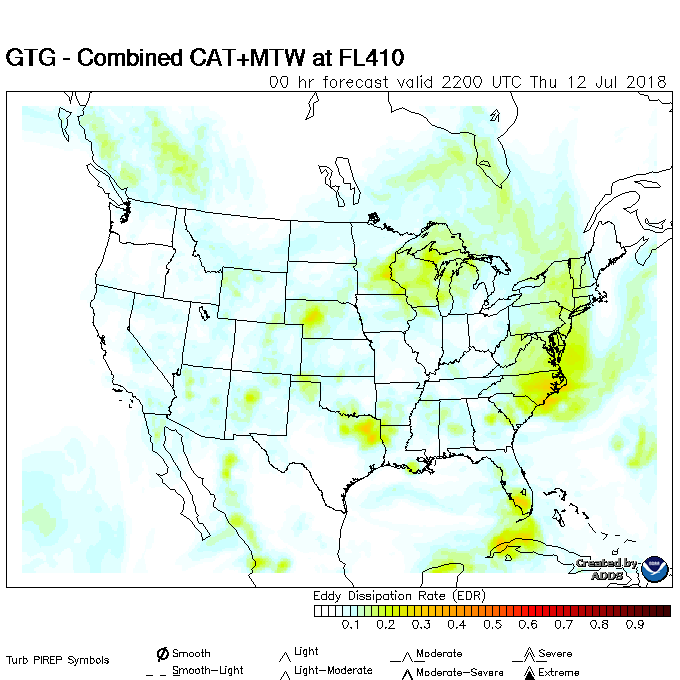 GTG - Combined CAT+MTW at FL410
00 hr forecast valid 2200 UTC Thu 12 Jul 2018
Created by
ADDS
Eddy Dissipation Rate (EDR)
0.1 0.2 0.3 0.4 0.5 0.6 0.7 0.8 0.9
Turb PIREP Symbols
Smooth Light Moderate Severe
Smooth-Light Light-Moderate Moderate-Severe Extreme